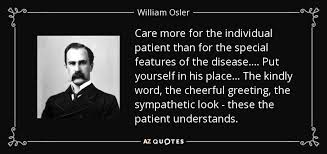 William Osler
Care more for the individual
patient than for the special
features of the disease.... Put
yourself in his place... The kindly
word, the cheerful greeting, the
sympathetic look - these the
patient understands.
AZ QUOTES